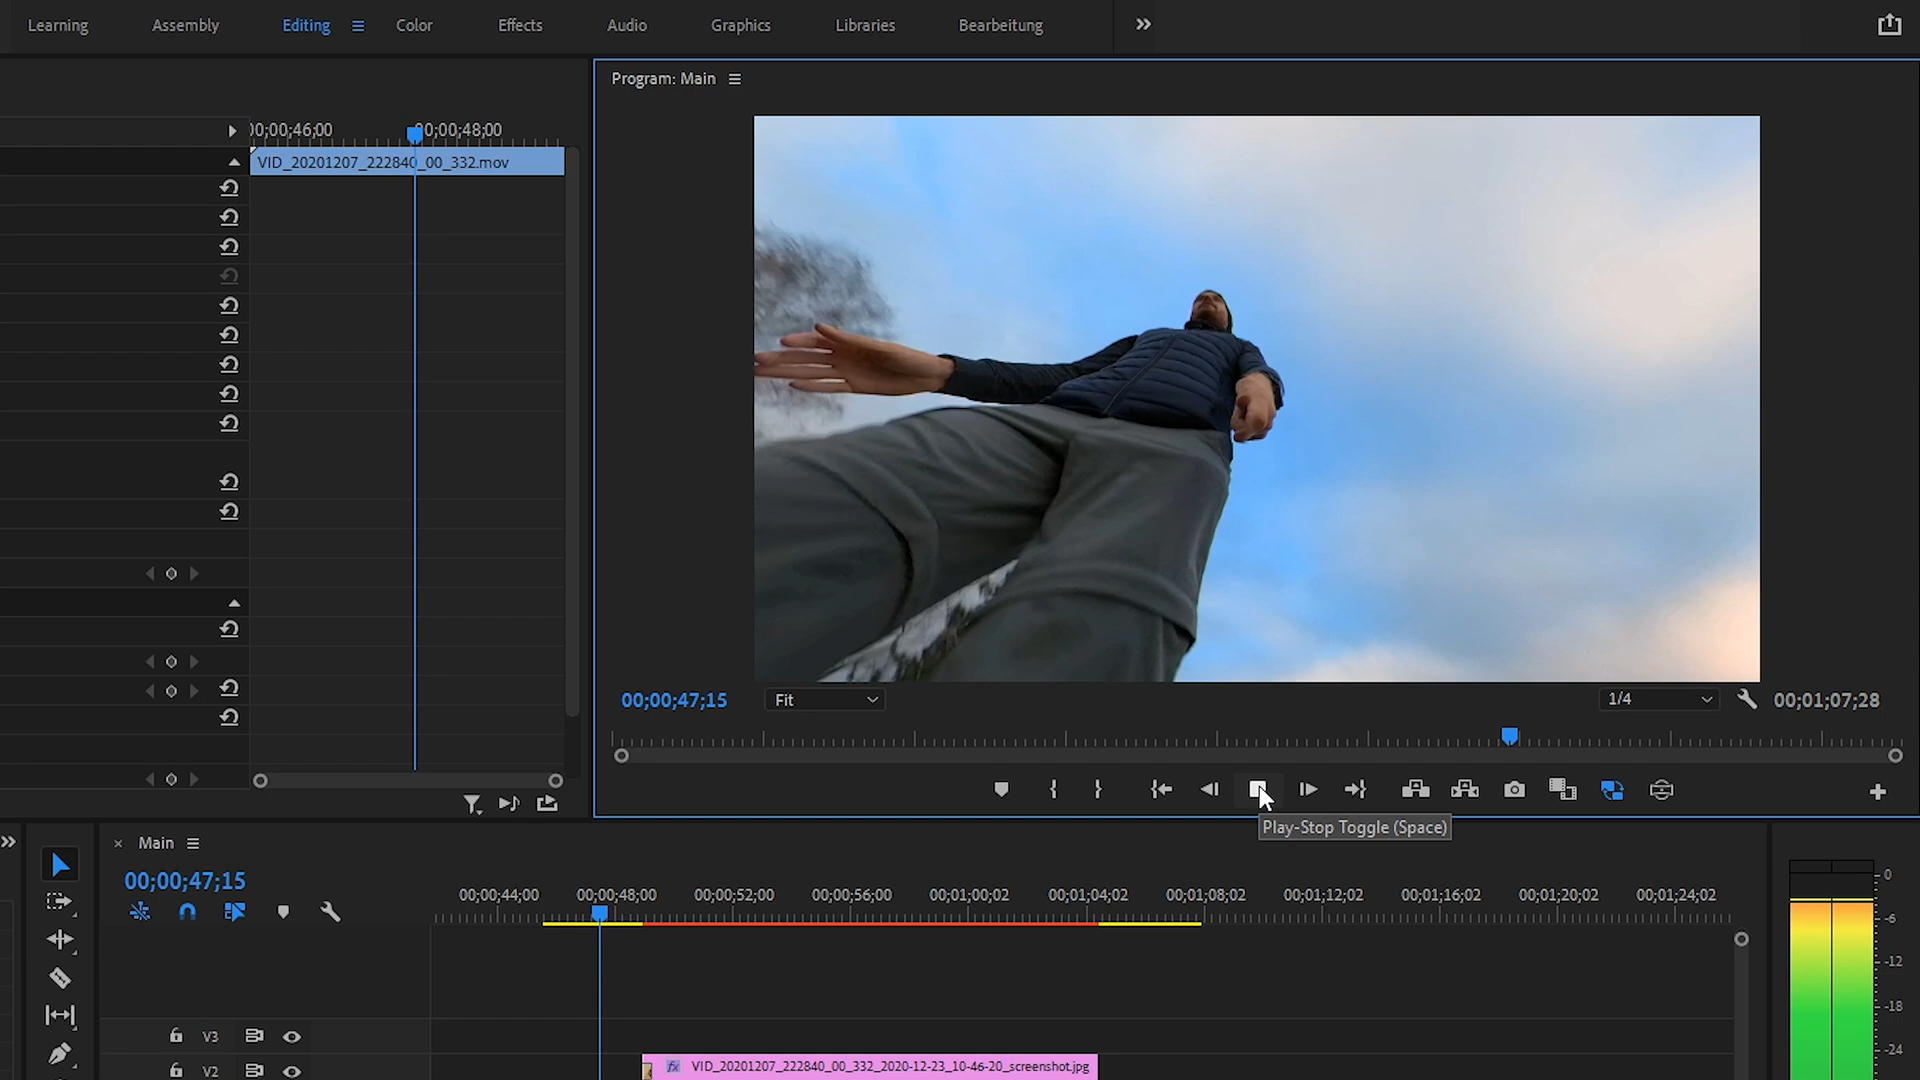 Learning Assembly Editing Color Effects Audio Graphics Libraries Bearbeitung
Program: Main
00;00;46;00 00;00;48;00
VID_20201207_222840_00_332.mov
00;00;47;15 Fit 1/4 00;01;07;28
Play-Stop Toggle (Space)
Main
00;00;47;15
00;00;44;00 00;00;48;00 00;00;52;00 00;00;56;00 00;01;00;02 00;01;04;02 00;01;08;02 00;01;12;02 00;01;16;02 00;01;20;02 00;01;24;02
0
-6
-12
-18
-24
V3
V2
fx VID_20201207_222840_00_332_2020-12-23_10-46-20_screenshot.jpg